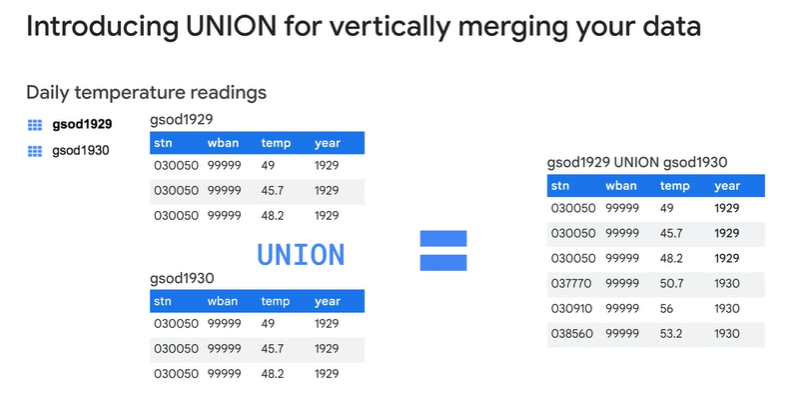 Introducing UNION for vertically merging your data
Daily temperature readings
gsod1929
gsod1930
gsod1929
stn wban temp year
030050 99999 49 1929
030050 99999 45.7 1929
030050 99999 48.2 1929
UNION
gsod1930
stn wban temp year
030050 99999 49 1929
030050 99999 45.7 1929
030050 99999 48.2 1929
gsod1929 UNION gsod1930
stn wban temp year
030050 99999 49 1929
030050 99999 45.7 1929
030050 99999 48.2 1929
037770 99999 50.7 1930
030910 99999 56 1930
038560 99999 53.2 1930